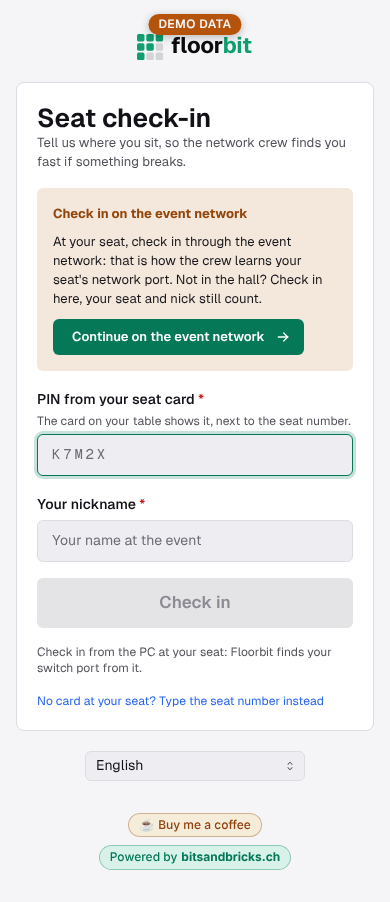 DEMO DATA
floorbit
Seat check-in
Tell us where you sit, so the network crew finds you
fast if something breaks.
Check in on the event network
At your seat, check in through the event
network: that is how the crew learns your
seat's network port. Not in the hall? Check in
here, your seat and nick still count.
Continue on the event network →
PIN from your seat card *
The card on your table shows it, next to the seat number.
K7M2X
Your nickname *
Your name at the event
Check in
Check in from the PC at your seat: Floorbit finds your
switch port from it.
No card at your seat? Type the seat number instead
English
☕ Buy me a coffee
Powered by bitsandbricks.ch